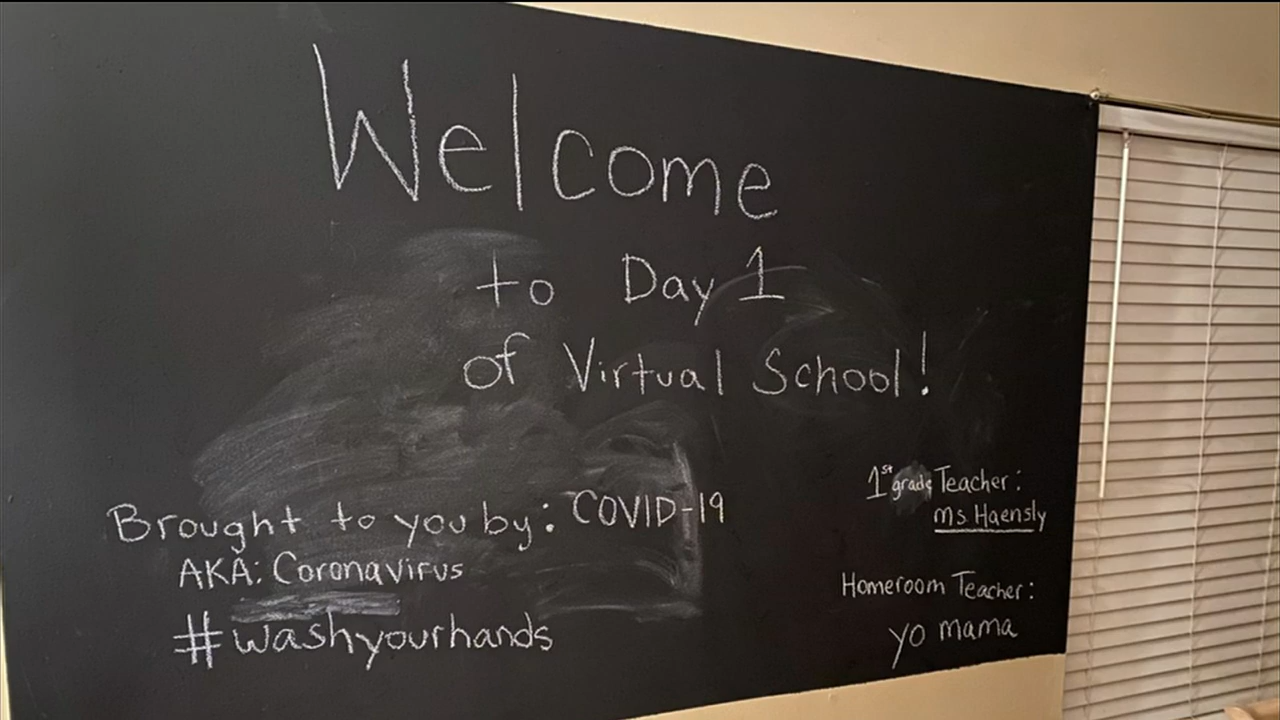 Welcome
to Day 1
of Virtual School!
Brought to you by: COVID-19
AKA: Coronavirus
#washyourhands
1st grade Teacher:
Ms Haensly
Homeroom Teacher:
yo mama